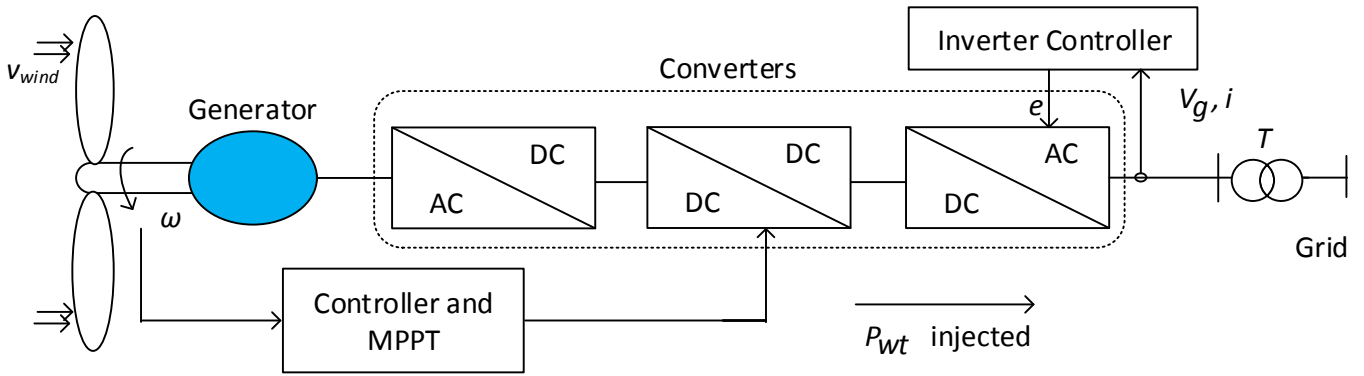 Inverter Controller
v_wind
Converters
V_g, i
Generator
e
T
DC
AC
DC
DC
AC
DC
ω
Grid
Controller and
MPPT
P_wt injected